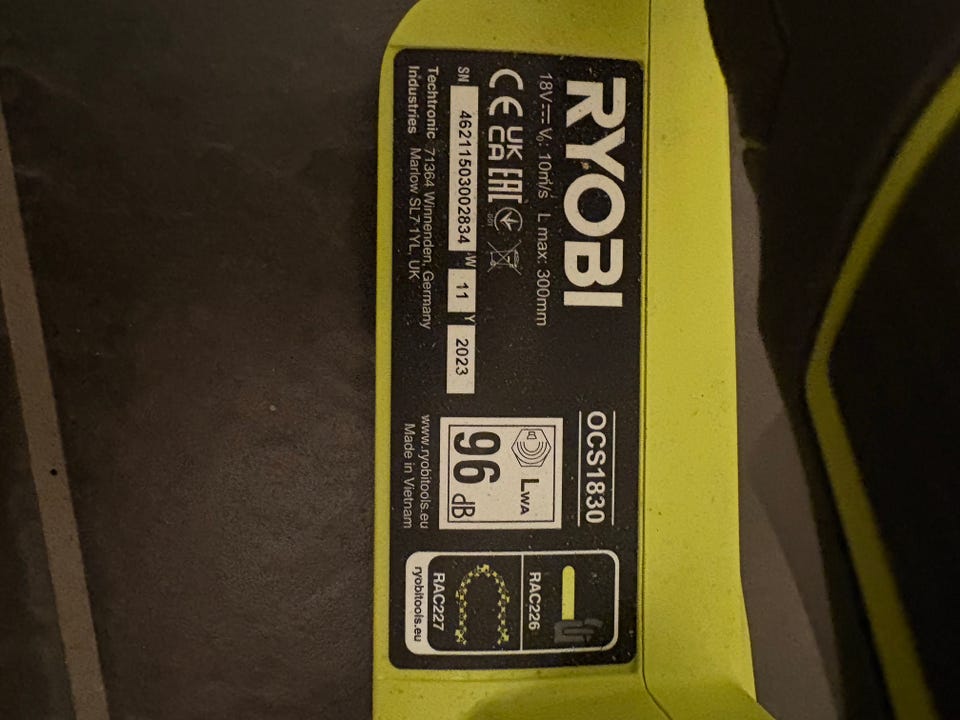 RYOBI
18V⎓ V₀: 10m/s L max: 300mm
CE UK CA EAC 001
SN 46211503002834 W 11 Y 2023
Techtronic 71364 Winnenden, Germany
Industries Marlow SL7 1YL, UK
OCS1830
LWA
96 dB
www.ryobitools.eu
Made in Vietnam
RAC226
RAC227
ryobitools.eu